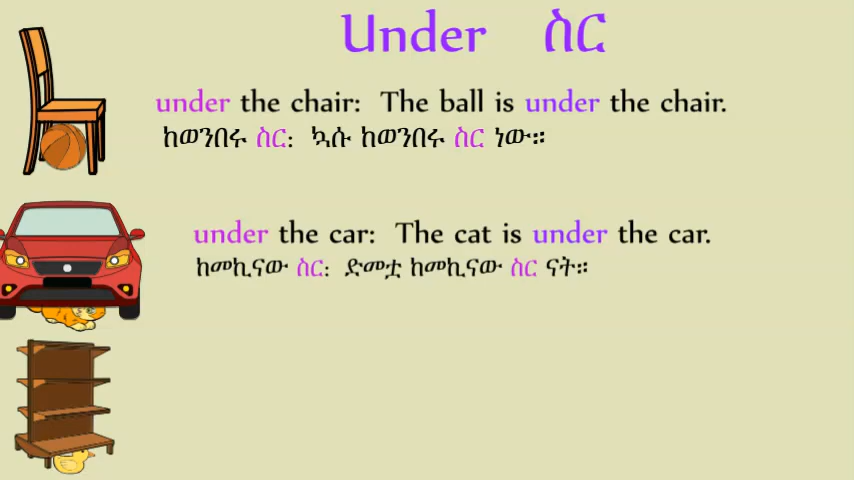 Under ስር
under the chair: The ball is under the chair.
ከወንበሩ ስር: ኳሱ ከወንበሩ ስር ነው።
under the car: The cat is under the car.
ከመኪናው ስር: ድመቷ ከመኪናው ስር ናት።